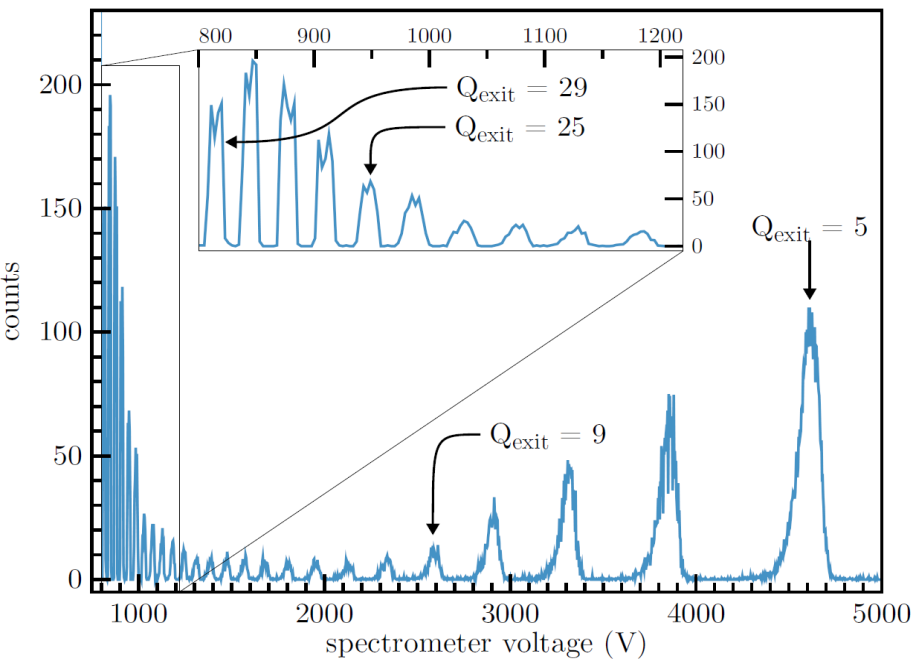 800 900 1000 1100 1200
200
150
100
50
0
Qexit = 29
Qexit = 25
200
150
100
50
0
counts
Qexit = 5
Qexit = 9
1000 2000 3000 4000 5000
spectrometer voltage (V)